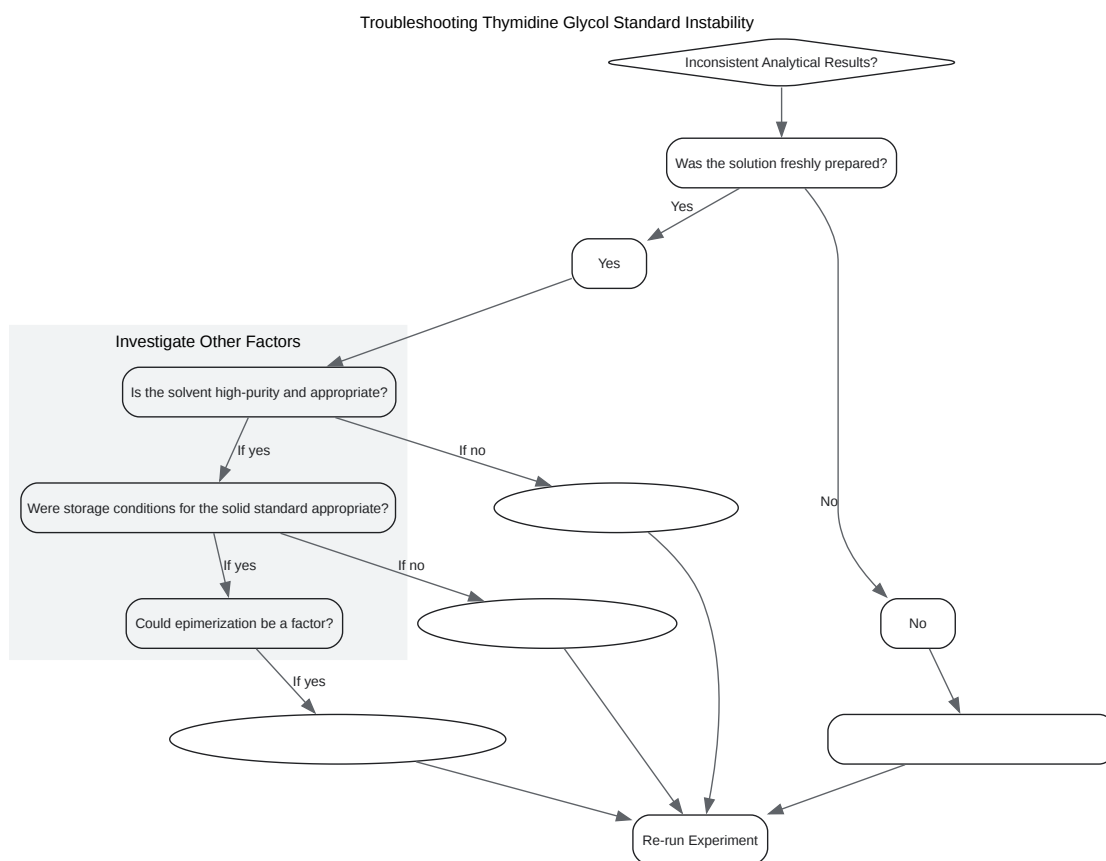 Troubleshooting Thymidine Glycol Standard Instability
Inconsistent Analytical Results?
Was the solution freshly prepared?
Yes
Yes
Investigate Other Factors
Is the solvent high-purity and appropriate?
If yes
If no
Were storage conditions for the solid standard appropriate?
No
If yes
If no
Could epimerization be a factor?
No
If yes
Re-run Experiment